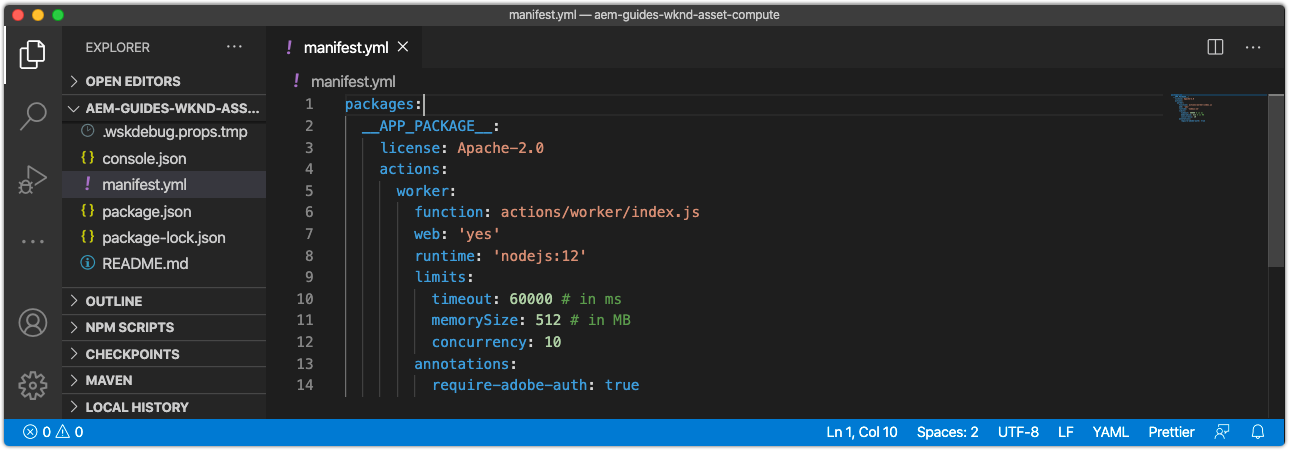 manifest.yml — aem-guides-wknd-asset-compute
EXPLORER
OPEN EDITORS
AEM-GUIDES-WKND-ASS...
.wskdebug.props.tmp
console.json
manifest.yml
package.json
package-lock.json
README.md
OUTLINE
NPM SCRIPTS
CHECKPOINTS
MAVEN
LOCAL HISTORY
manifest.yml
manifest.yml
1 packages:
2 __APP_PACKAGE__:
3 license: Apache-2.0
4 actions:
5 worker:
6 function: actions/worker/index.js
7 web: 'yes'
8 runtime: 'nodejs:12'
9 limits:
10 timeout: 60000 # in ms
11 memorySize: 512 # in MB
12 concurrency: 10
13 annotations:
14 require-adobe-auth: true
0 0 Ln 1, Col 10 Spaces: 2 UTF-8 LF YAML Prettier